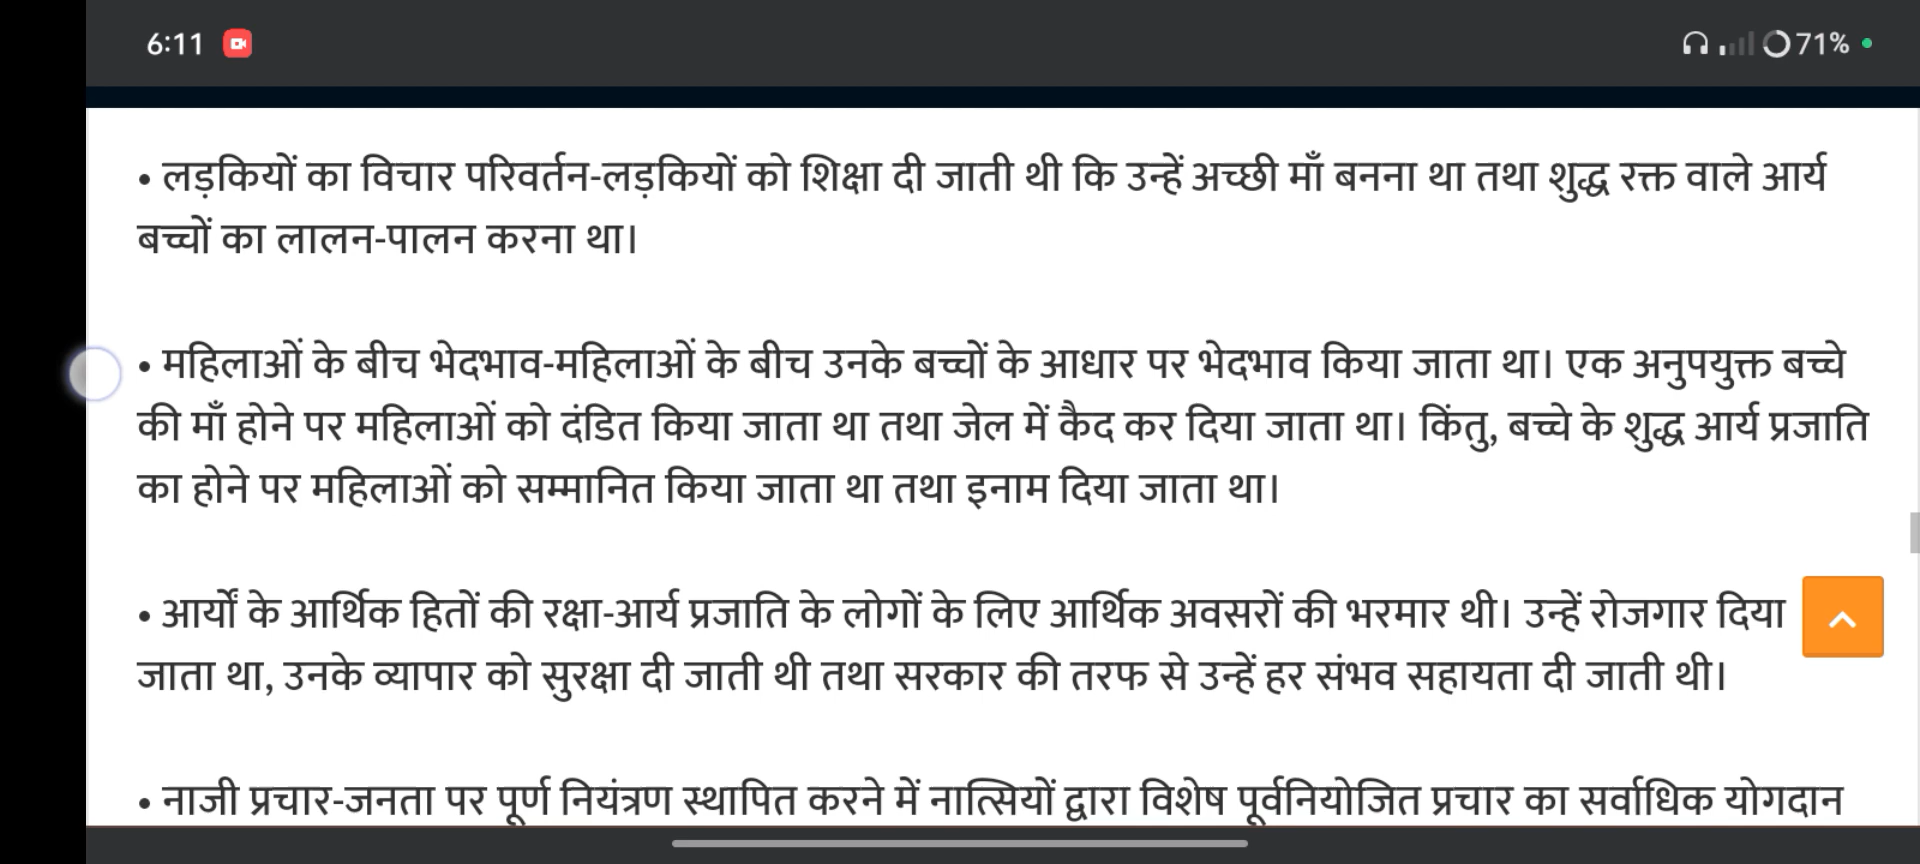 6:11
71%
• लड़कियों का विचार परिवर्तन-लड़कियों को शिक्षा दी जाती थी कि उन्हें अच्छी माँ बनना था तथा शुद्ध रक्त वाले आर्य
बच्चों का लालन-पालन करना था।
• महिलाओं के बीच भेदभाव-महिलाओं के बीच उनके बच्चों के आधार पर भेदभाव किया जाता था। एक अनुपयुक्त बच्चे
की माँ होने पर महिलाओं को दंडित किया जाता था तथा जेल में कैद कर दिया जाता था। किंतु, बच्चे के शुद्ध आर्य प्रजाति
का होने पर महिलाओं को सम्मानित किया जाता था तथा इनाम दिया जाता था।
• आर्यों के आर्थिक हितों की रक्षा-आर्य प्रजाति के लोगों के लिए आर्थिक अवसरों की भरमार थी। उन्हें रोजगार दिया
जाता था, उनके व्यापार को सुरक्षा दी जाती थी तथा सरकार की तरफ से उन्हें हर संभव सहायता दी जाती थी।
• नाजी प्रचार-जनता पर पूर्ण नियंत्रण स्थापित करने में नात्सियों द्वारा विशेष पूर्वनियोजित प्रचार का सर्वाधिक योगदान